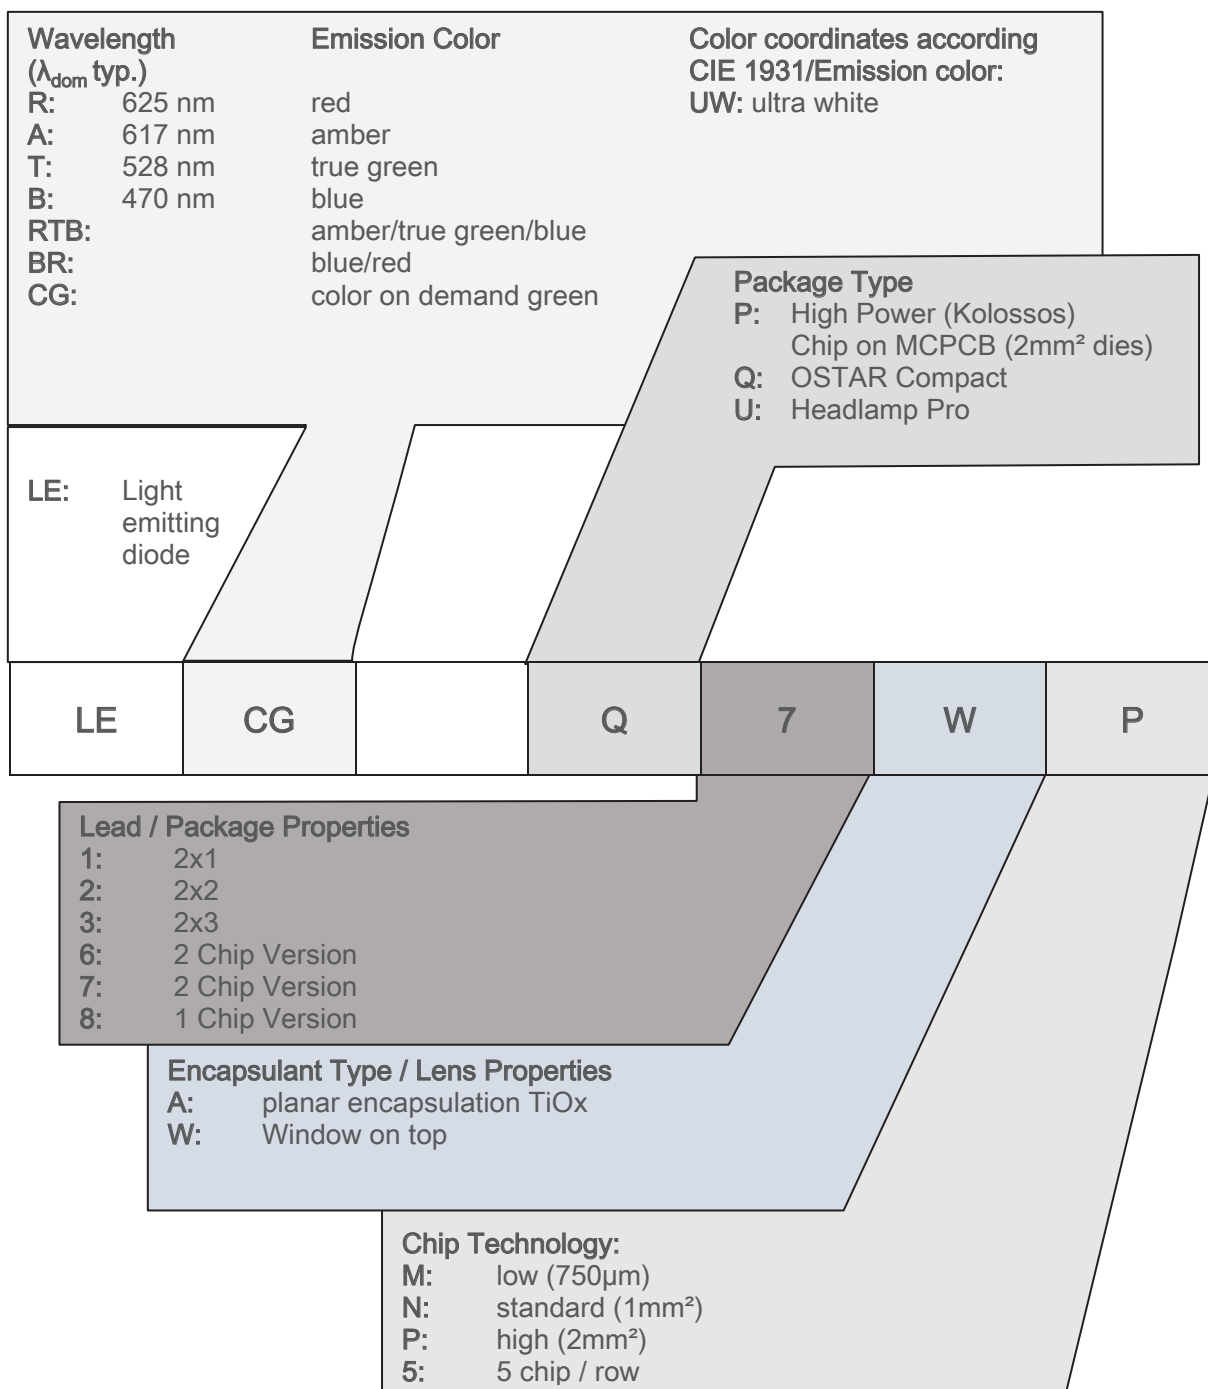 Wavelength Emission Color Color coordinates according
(λdom typ.) CIE 1931/Emission color:
R: 625 nm red UW: ultra white
A: 617 nm amber
T: 528 nm true green
B: 470 nm blue
RTB: amber/true green/blue
BR: blue/red
CG: color on demand green
Package Type
P: High Power (Kolossos)
Chip on MCPCB (2mm² dies)
Q: OSTAR Compact
U: Headlamp Pro
LE: Light
emitting
diode
LE CG Q 7 W P
Lead / Package Properties
1: 2x1
2: 2x2
3: 2x3
6: 2 Chip Version
7: 2 Chip Version
8: 1 Chip Version
Encapsulant Type / Lens Properties
A: planar encapsulation TiOx
W: Window on top
Chip Technology:
M: low (750µm)
N: standard (1mm²)
P: high (2mm²)
5: 5 chip / row